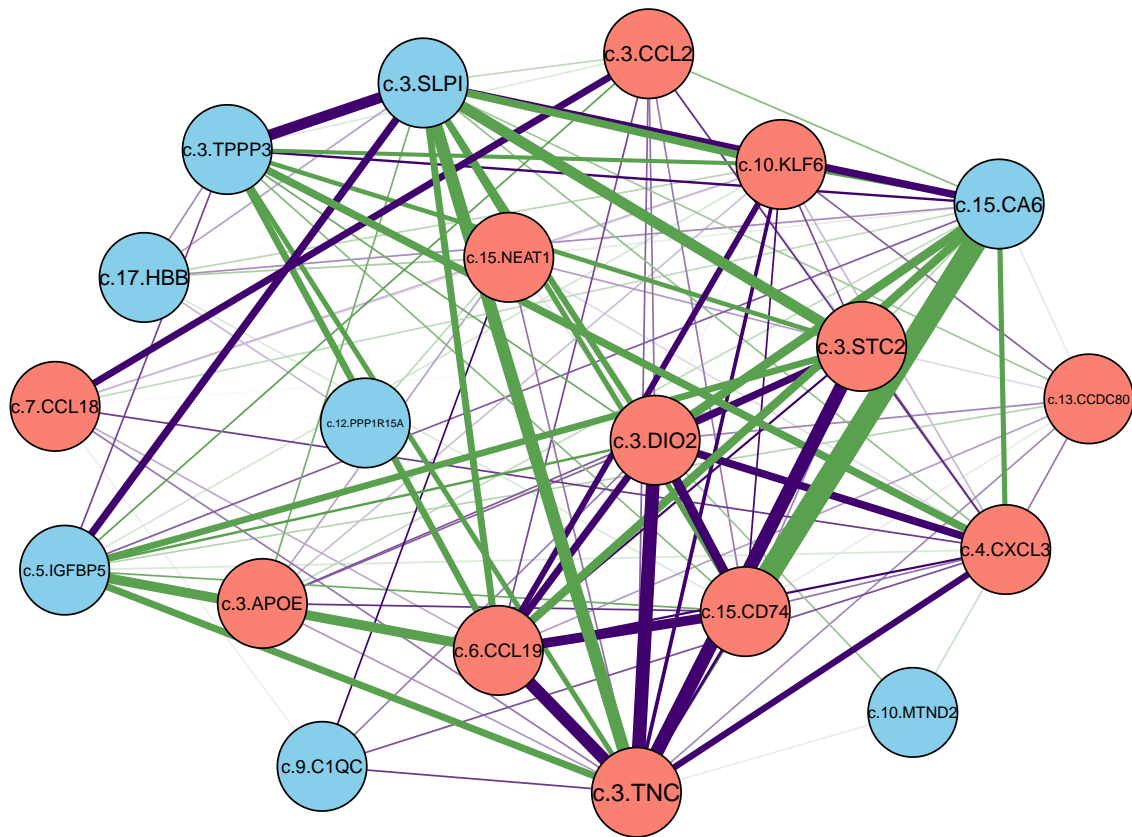 c.3.CCL2
c.3.SLPI
c.3.TPPP3
c.10.KLF6
c.15.CA6
c.15.NEAT1
c.17.HBB
c.3.STC2
c.7.CCL18
c.13.CCDC80
c.12.PPP1R15A
c.3.DIO2
c.4.CXCL3
c.5.IGFBP5
c.3.APOE
c.15.CD74
c.6.CCL19
c.10.MTND2
c.9.C1QC
c.3.TNC